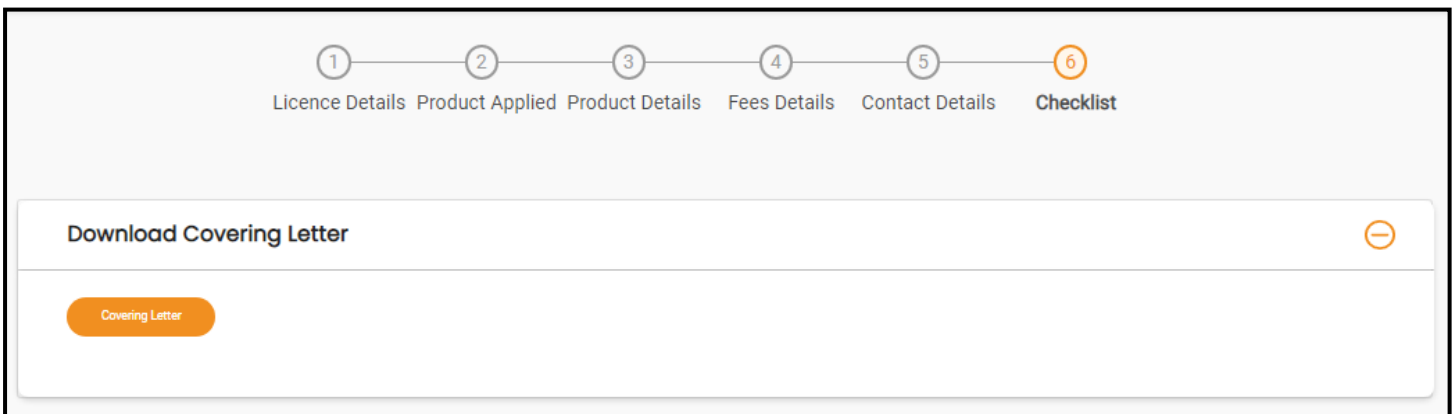 1 2 3 4 5 6
Licence Details Product Applied Product Details Fees Details Contact Details Checklist
Download Covering Letter
Covering Letter